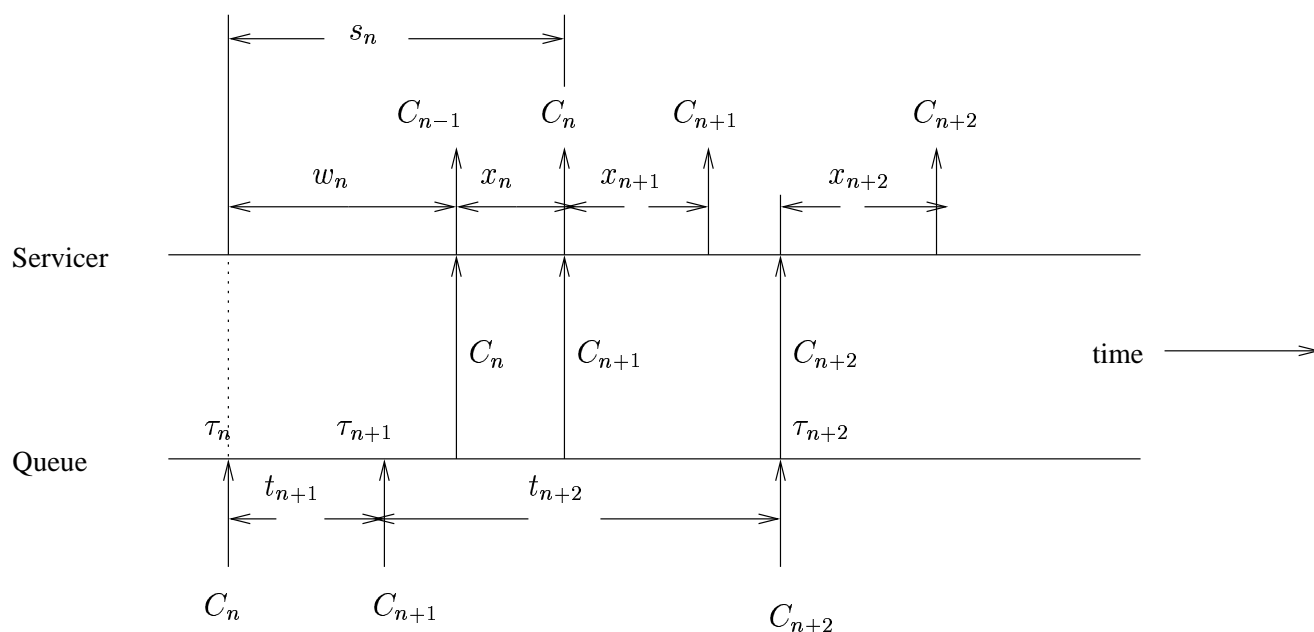 s_n
C_{n-1} C_n C_{n+1} C_{n+2}
w_n x_n x_{n+1} x_{n+2}
Servicer
C_n C_{n+1} C_{n+2} time
τ_n τ_{n+1} τ_{n+2}
Queue
t_{n+1} t_{n+2}
C_n C_{n+1} C_{n+2}